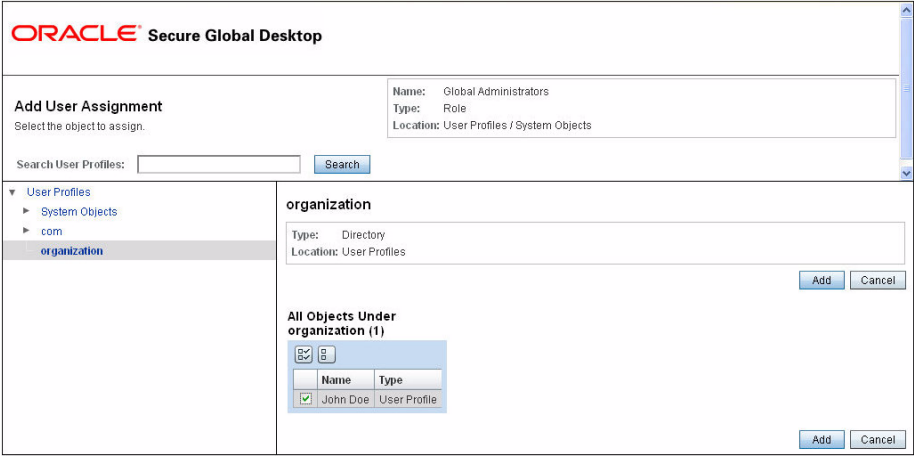 ORACLE Secure Global Desktop
Name: Global Administrators
Add User Assignment
Type: Role
Select the object to assign.
Location: User Profiles / System Objects
Search User Profiles: Search
User Profiles
System Objects
com
organization
organization
Type: Directory
Location: User Profiles
Add Cancel
All Objects Under
organization (1)
Name Type
John Doe User Profile
Add Cancel